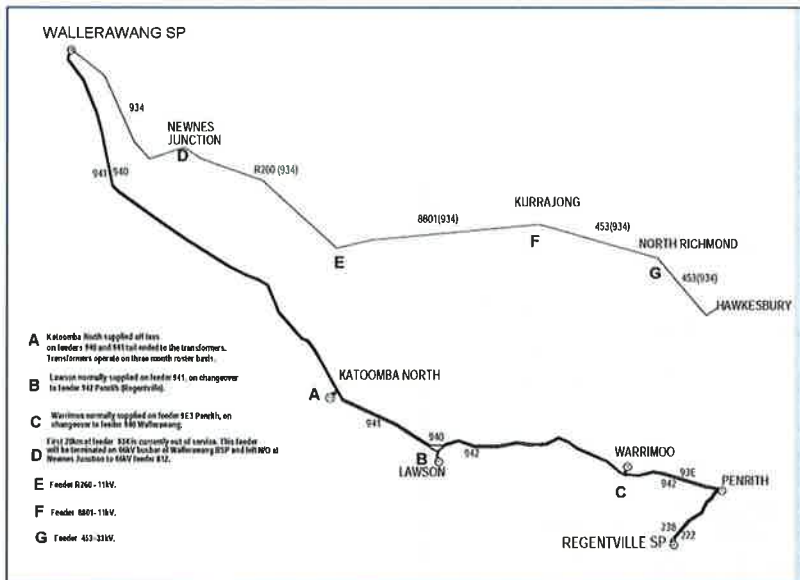 WALLERAWANG SP
934
NEWNES
JUNCTION
D
941 940
R260 (934)
KURRAJONG
8801(934)
F
453(934)
NORTH RICHMOND
E
G
453(934)
HAWKESBURY
A Katoomba North supplied off tees
on feeders 940 and 941 tail ended to the transformers.
Transformers operate on three month roster basis.
B Lawson normally supplied on feeder 941, on changeover
to feeder 942 Penrith (Regentville).
C Warrimoo normally supplied on feeder 9E3 Penrith, on
changeover to feeder 940 Wallerawang.
D First 20km of feeder 934 is currently out of service. This feeder
will be terminated on 66kV busbar at Wallerawang BSP and left N/O at
Newnes Junction to 66kV feeder 812.
E Feeder R260 - 11kV.
F Feeder 8801- 11kV.
G Feeder 453-33kV.
KATOOMBA NORTH
A
941
940
B
942
LAWSON
WARRIMOO
93E
942
C
PENRITH
238
222
REGENTVILLE SP